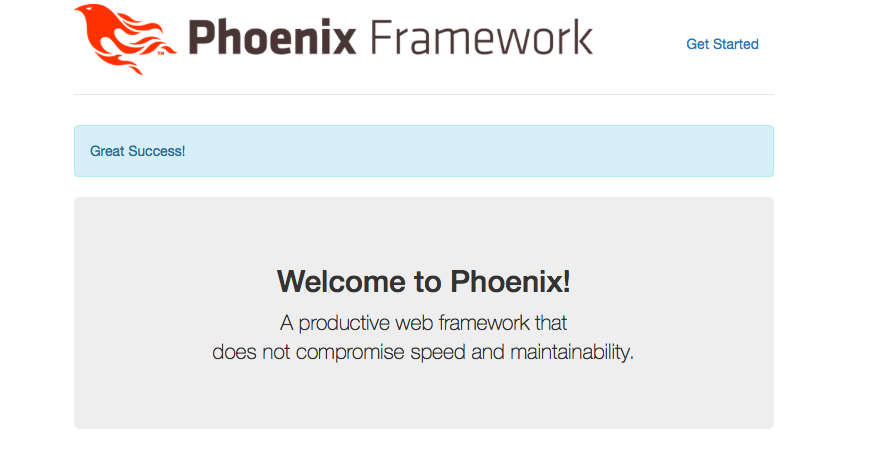 Phoenix Framework
Get Started
Great Success!
Welcome to Phoenix!
A productive web framework that
does not compromise speed and maintainability.